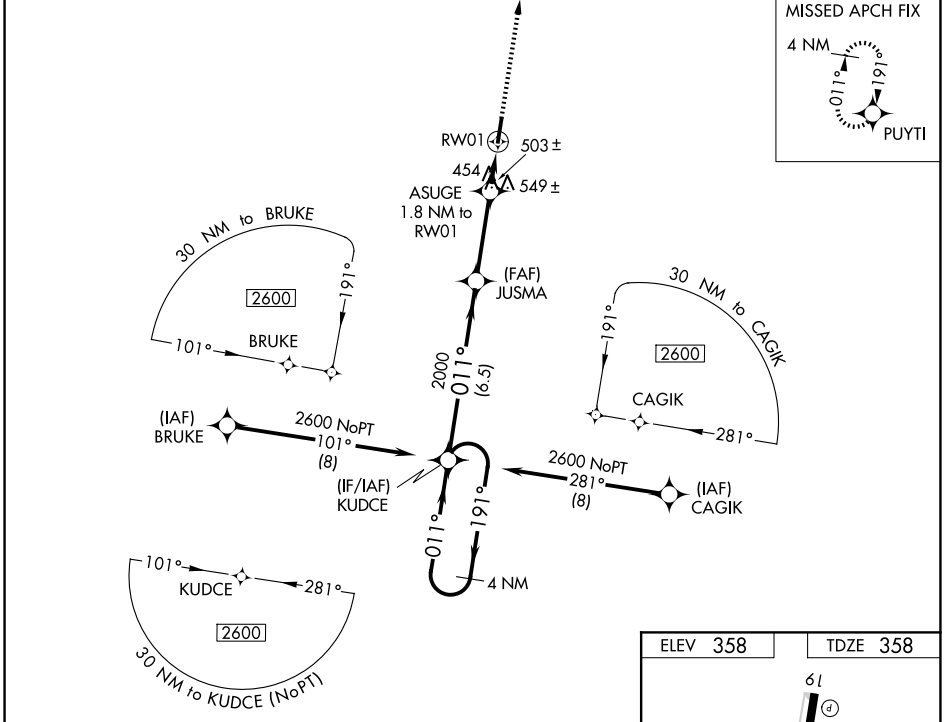 MISSED APCH FIX
4 NM
011°
191°
PUYTI
RW01
503 ±
454
549 ±
ASUGE
1.8 NM to
RW01
30 NM to BRUKE
2600
191°
BRUKE
101°
(FAF)
JUSMA
30 NM to CAGIK
191°
2600
CAGIK
281°
2000
011°
(6.5)
(IAF)
BRUKE
2600 NoPT
101°
(8)
(IF/IAF)
KUDCE
2600 NoPT
281°
(8)
(IAF)
CAGIK
011°
191°
4 NM
101°
KUDCE
281°
2600
30 NM to KUDCE (NoPT)
ELEV 358
TDZE 358
19
P